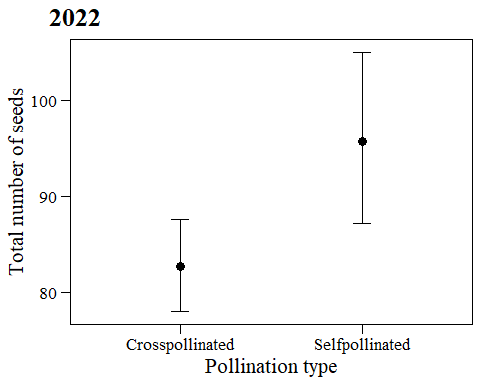 2022
Total number of seeds
100
90
80
Crosspollinated
Selfpollinated
Pollination type